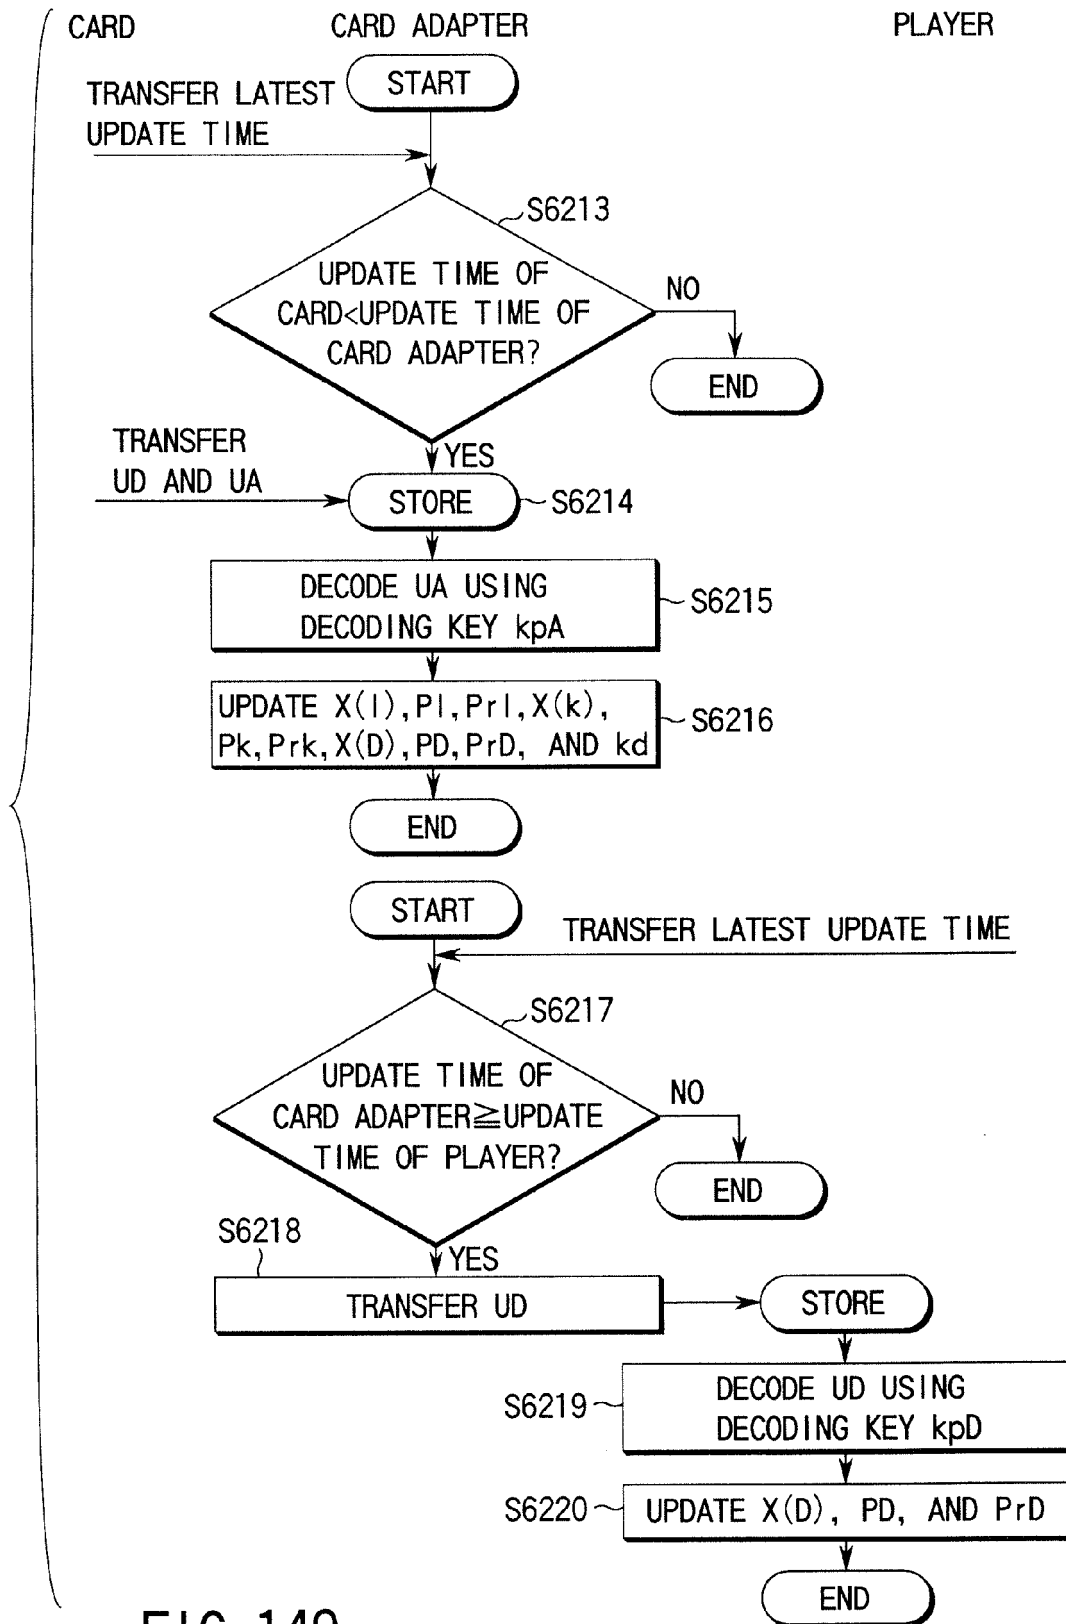 CARD
CARD ADAPTER
PLAYER
START
TRANSFER LATEST
UPDATE TIME
S6213
UPDATE TIME OF
CARD<UPDATE TIME OF
CARD ADAPTER?
NO
END
YES
TRANSFER
UD AND UA
STORE
S6214
DECODE UA USING
DECODING KEY kpA
S6215
UPDATE X(l),Pl,Prl,X(k),
Pk,Prk,X(D),PD,PrD, AND kd
S6216
END
START
TRANSFER LATEST UPDATE TIME
S6217
UPDATE TIME OF
CARD ADAPTER≧UPDATE
TIME OF PLAYER?
NO
END
S6218
YES
TRANSFER UD
STORE
S6219
DECODE UD USING
DECODING KEY kpD
S6220
UPDATE X(D), PD, AND PrD
END
FIG. 149